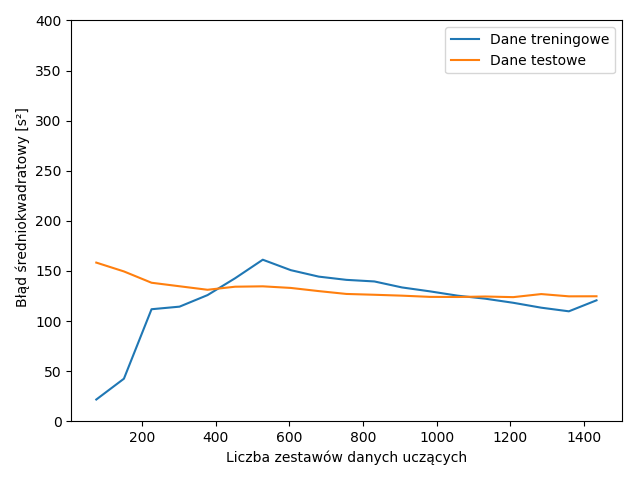 400
350
300
250
200
150
100
50
0
Błąd średniokwadratowy [s²]
Dane treningowe
Dane testowe
200 400 600 800 1000 1200 1400
Liczba zestawów danych uczących